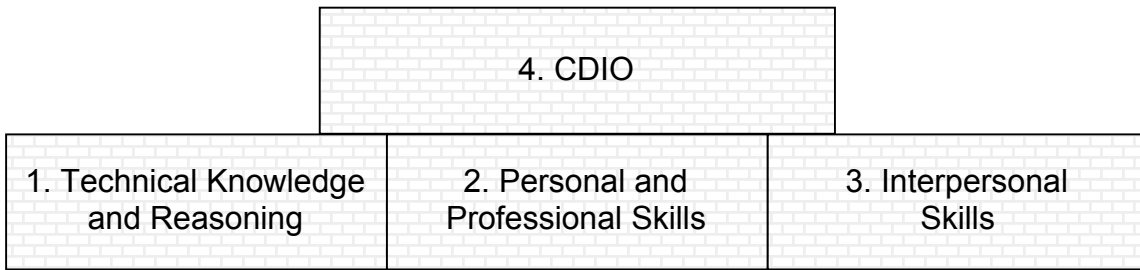 4. CDIO
1. Technical Knowledge
and Reasoning
2. Personal and
Professional Skills
3. Interpersonal
Skills